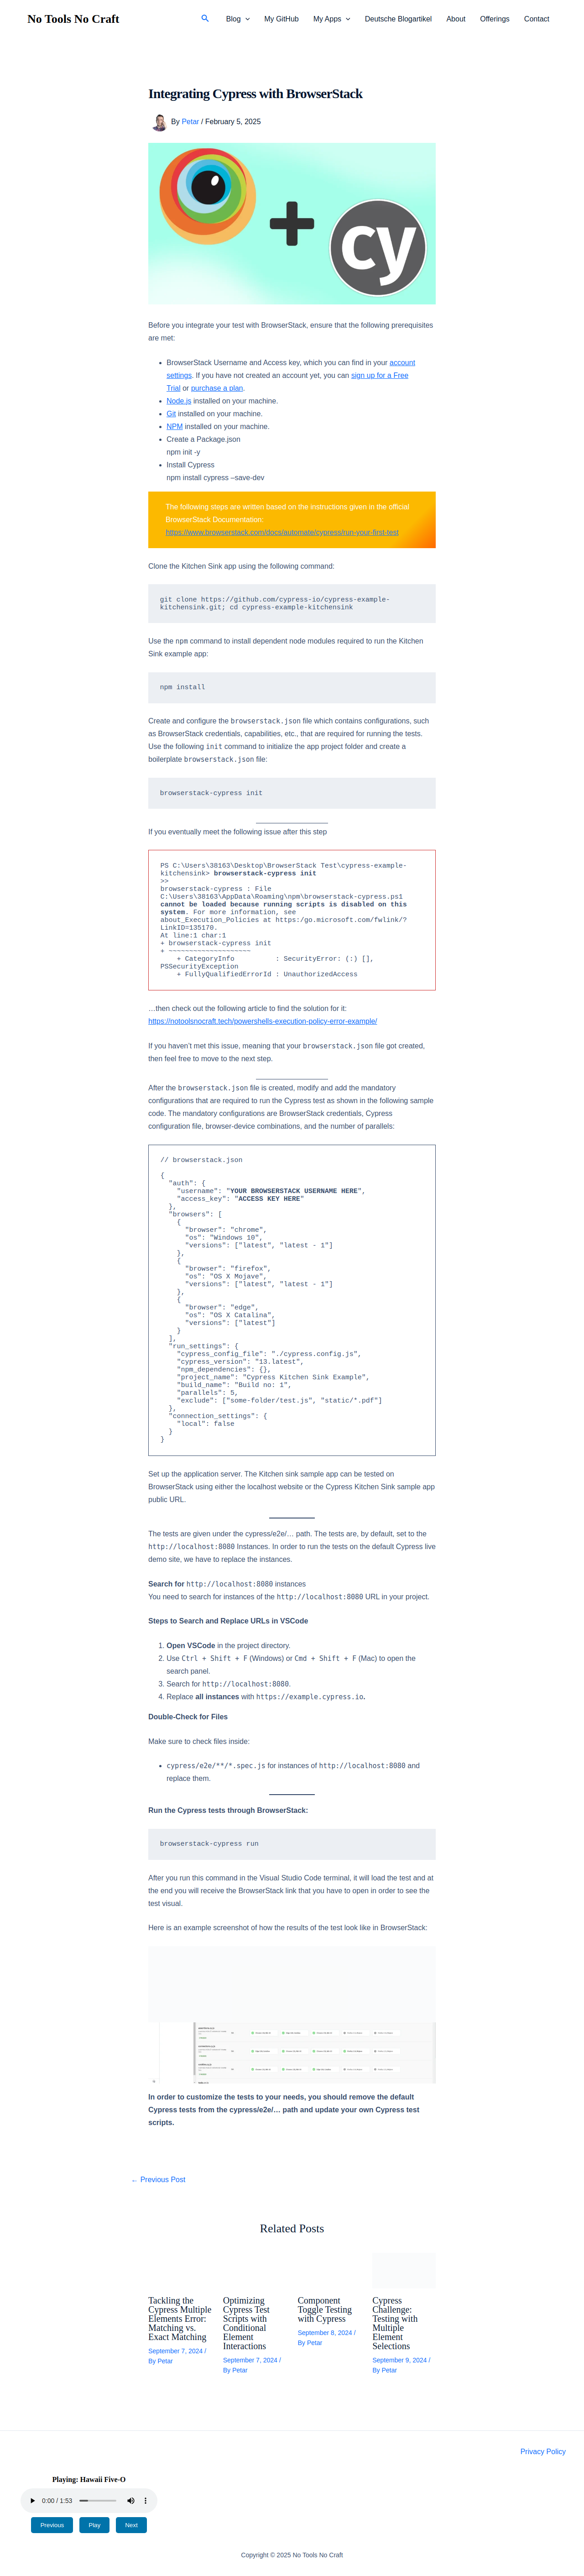 No Tools No Craft
Blog
My GitHub
My Apps
Deutsche Blogartikel
About
Offerings
Contact
Integrating Cypress with BrowserStack
By Petar / February 5, 2025
cy
Before you integrate your test with BrowserStack, ensure that the following prerequisites
are met:
BrowserStack Username and Access key, which you can find in your account
settings. If you have not created an account yet, you can sign up for a Free
Trial or purchase a plan.
Node.js installed on your machine.
Git installed on your machine.
NPM installed on your machine.
Create a Package.json
npm init -y
Install Cypress
npm install cypress –save-dev
The following steps are written based on the instructions given in the official
BrowserStack Documentation:
https://www.browserstack.com/docs/automate/cypress/run-your-first-test
Clone the Kitchen Sink app using the following command:
git clone https://github.com/cypress-io/cypress-example-
kitchensink.git; cd cypress-example-kitchensink
Use the npm command to install dependent node modules required to run the Kitchen
Sink example app:
npm install
Create and configure the browserstack.json file which contains configurations, such
as BrowserStack credentials, capabilities, etc., that are required for running the tests.
Use the following init command to initialize the app project folder and create a
boilerplate browserstack.json file:
browserstack-cypress init
If you eventually meet the following issue after this step
PS C:\Users\38163\Desktop\BrowserStack Test\cypress-example-
kitchensink> browserstack-cypress init
>>
browserstack-cypress : File
C:\Users\38163\AppData\Roaming\npm\browserstack-cypress.ps1
cannot be loaded because running scripts is disabled on this
system. For more information, see
about_Execution_Policies at https:/go.microsoft.com/fwlink/?
LinkID=135170.
At line:1 char:1
+ browserstack-cypress init
+ ~~~~~~~~~~~~~~~~~~~~
+ CategoryInfo : SecurityError: (:) [],
PSSecurityException
+ FullyQualifiedErrorId : UnauthorizedAccess
…then check out the following article to find the solution for it:
https://notoolsnocraft.tech/powershells-execution-policy-error-example/
If you haven't met this issue, meaning that your browserstack.json file got created,
then feel free to move to the next step.
After the browserstack.json file is created, modify and add the mandatory
configurations that are required to run the Cypress test as shown in the following sample
code. The mandatory configurations are BrowserStack credentials, Cypress
configuration file, browser-device combinations, and the number of parallels:
// browserstack.json
{
"auth": {
"username": "YOUR BROWSERSTACK USERNAME HERE",
"access_key": "ACCESS KEY HERE"
},
"browsers": [
{
"browser": "chrome",
"os": "Windows 10",
"versions": ["latest", "latest - 1"]
},
{
"browser": "firefox",
"os": "OS X Mojave",
"versions": ["latest", "latest - 1"]
},
{
"browser": "edge",
"os": "OS X Catalina",
"versions": ["latest"]
}
],
"run_settings": {
"cypress_config_file": "./cypress.config.js",
"cypress_version": "13.latest",
"npm_dependencies": {},
"project_name": "Cypress Kitchen Sink Example",
"build_name": "Build no: 1",
"parallels": 5,
"exclude": ["some-folder/test.js", "static/*.pdf"]
},
"connection_settings": {
"local": false
}
}
Set up the application server. The Kitchen sink sample app can be tested on
BrowserStack using either the localhost website or the Cypress Kitchen Sink sample app
public URL.
The tests are given under the cypress/e2e/… path. The tests are, by default, set to the
http://localhost:8080 Instances. In order to run the tests on the default Cypress live
demo site, we have to replace the instances.
Search for http://localhost:8080 instances
You need to search for instances of the http://localhost:8080 URL in your project.
Steps to Search and Replace URLs in VSCode
1. Open VSCode in the project directory.
2. Use Ctrl + Shift + F (Windows) or Cmd + Shift + F (Mac) to open the
search panel.
3. Search for http://localhost:8080.
4. Replace all instances with https://example.cypress.io.
Double-Check for Files
Make sure to check files inside:
cypress/e2e/**/*.spec.js for instances of http://localhost:8080 and
replace them.
Run the Cypress tests through BrowserStack:
browserstack-cypress run
After you run this command in the Visual Studio Code terminal, it will load the test and at
the end you will receive the BrowserStack link that you have to open in order to see the
test visual.
Here is an example screenshot of how the results of the test look like in BrowserStack:
In order to customize the tests to your needs, you should remove the default
Cypress tests from the cypress/e2e/… path and update your own Cypress test
scripts.
← Previous Post
Related Posts
Tackling the
Cypress Multiple
Elements Error:
Matching vs.
Exact Matching
September 7, 2024 /
By Petar
Optimizing
Cypress Test
Scripts with
Conditional
Element
Interactions
September 7, 2024 /
By Petar
Component
Toggle Testing
with Cypress
September 8, 2024 /
By Petar
Cypress
Challenge:
Testing with
Multiple
Element
Selections
September 9, 2024 /
By Petar
Privacy Policy
Playing: Hawaii Five-O
0:00 / 1:53
Previous
Play
Next
Copyright © 2025 No Tools No Craft